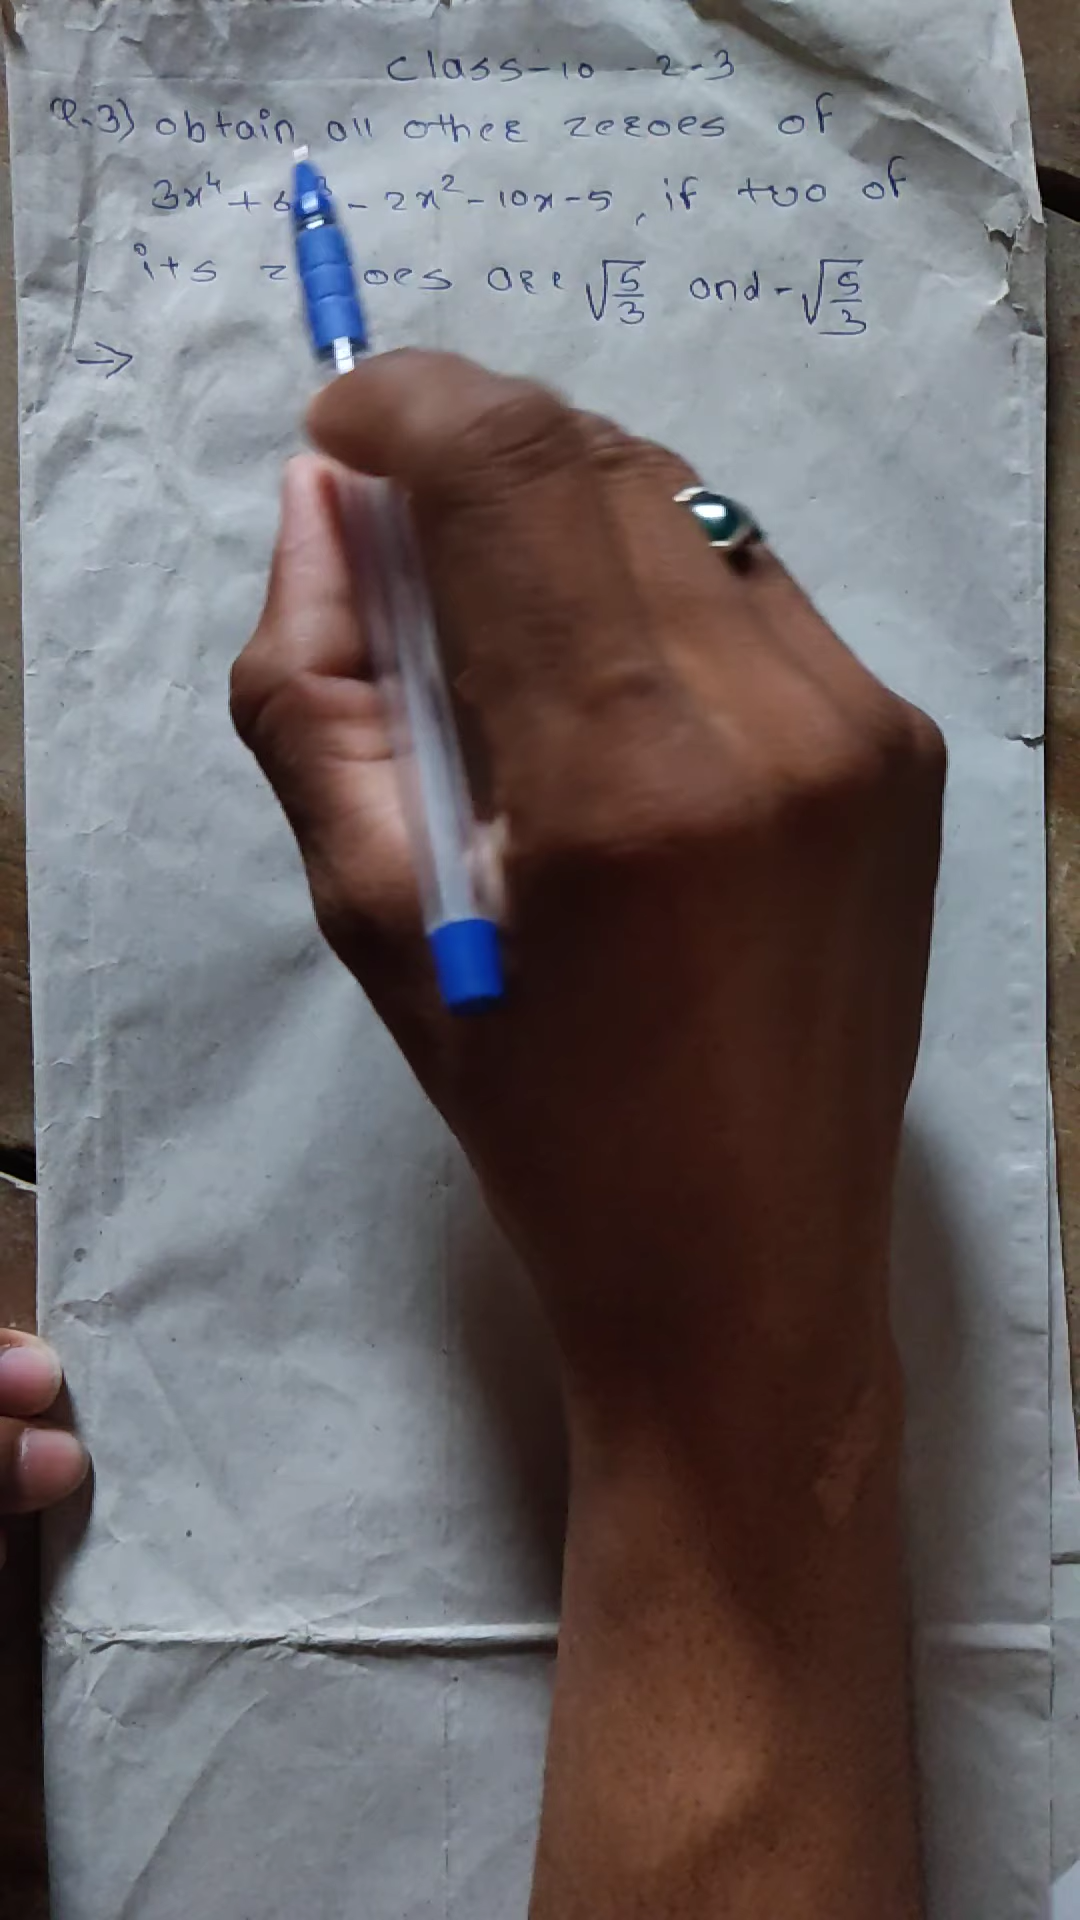 Class-10 - 2.3
Q.3) obtain all other zeroes of
3x⁴ + 6 ³ - 2x² - 10x - 5, if two of
its z oes are √5/3 and -√5/3
→